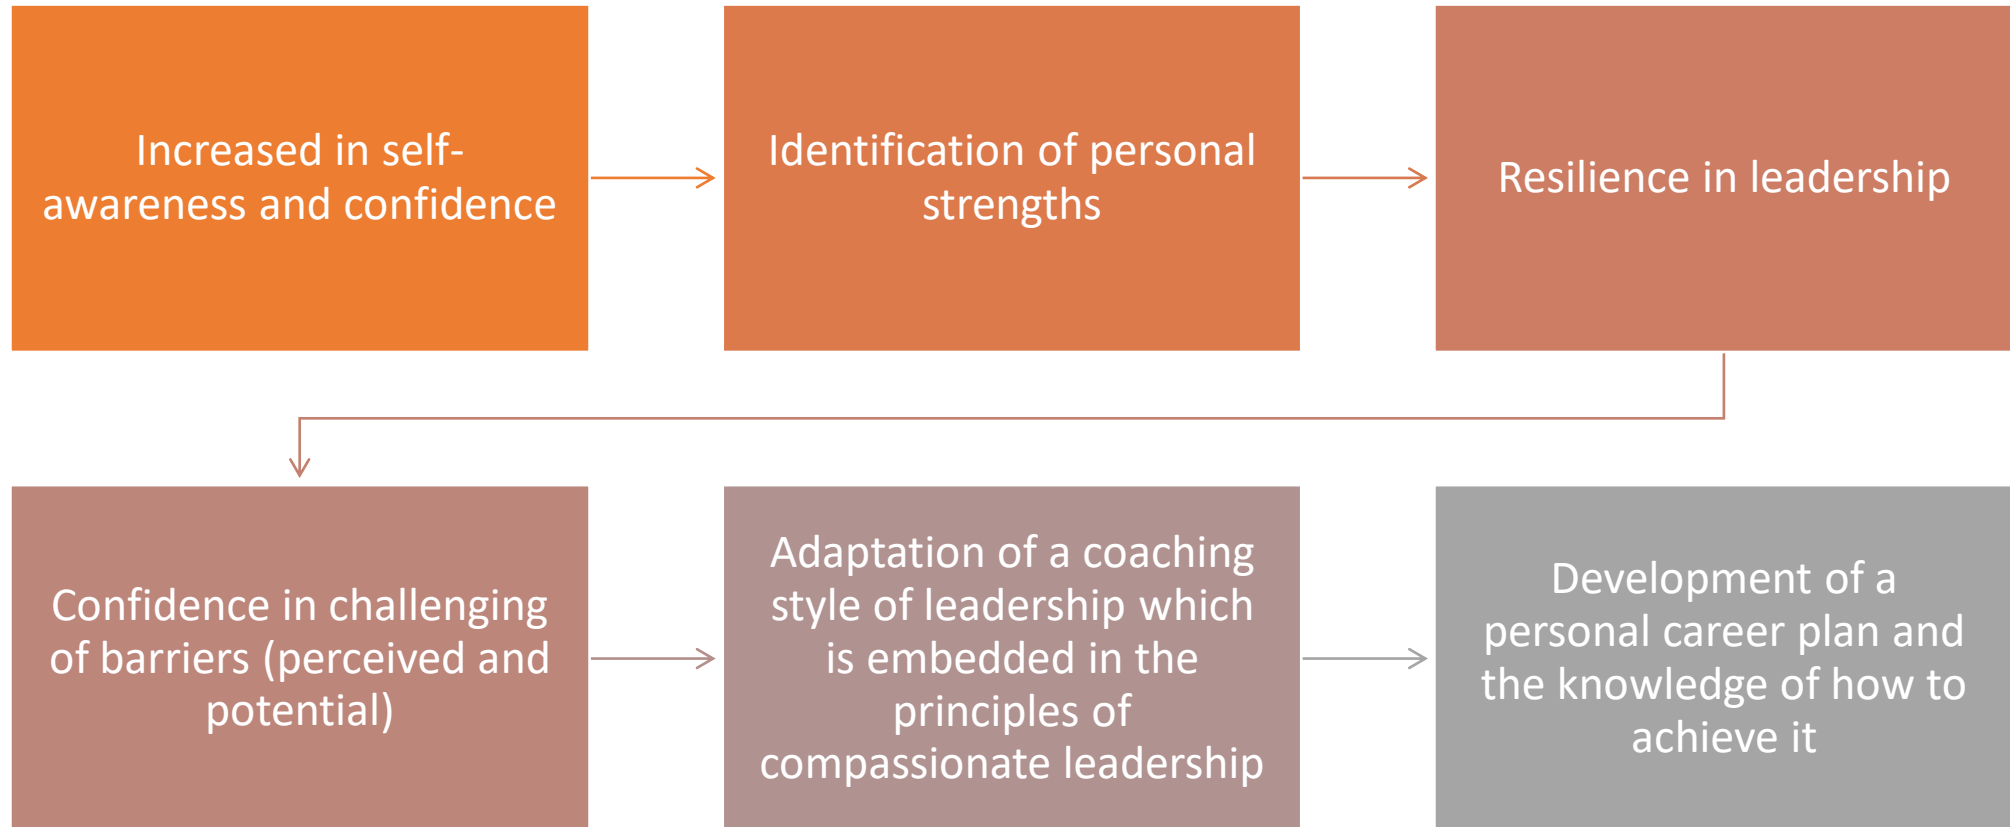 Increased in self-
awareness and confidence
Identification of personal
strengths
Resilience in leadership
Confidence in challenging
of barriers (perceived and
potential)
Adaptation of a coaching
style of leadership which
is embedded in the
principles of
compassionate leadership
Development of a
personal career plan and
the knowledge of how to
achieve it